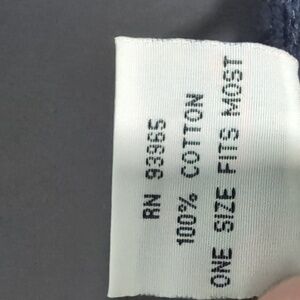 RN 93965
100% COTTON
ONE SIZE FITS MOST